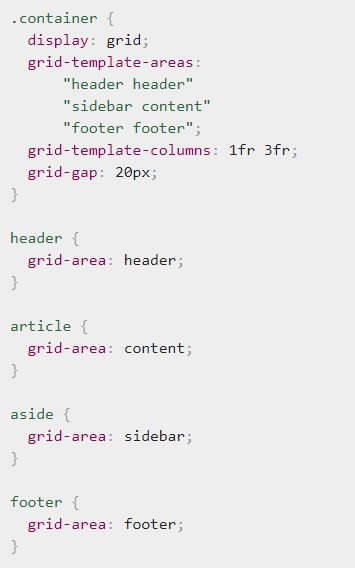 .container {
  display: grid;
  grid-template-areas:
      "header header"
      "sidebar content"
      "footer footer";
  grid-template-columns: 1fr 3fr;
  grid-gap: 20px;
}

header {
  grid-area: header;
}

article {
  grid-area: content;
}

aside {
  grid-area: sidebar;
}

footer {
  grid-area: footer;
}